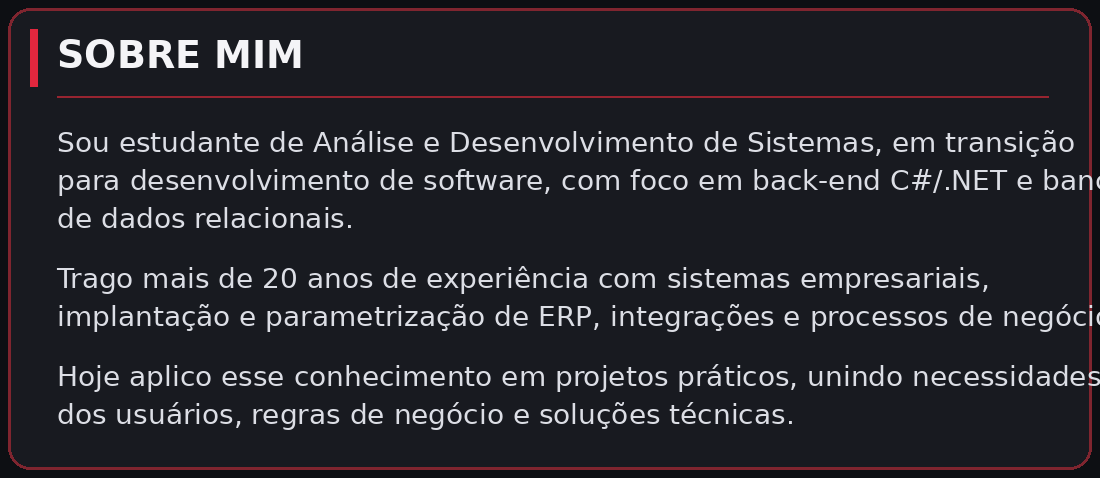 SOBRE MIM
Sou estudante de Análise e Desenvolvimento de Sistemas, em transição
para desenvolvimento de software, com foco em back-end C#/.NET e banc
de dados relacionais.
Trago mais de 20 anos de experiência com sistemas empresariais,
implantação e parametrização de ERP, integrações e processos de negóci
Hoje aplico esse conhecimento em projetos práticos, unindo necessidades
dos usuários, regras de negócio e soluções técnicas.